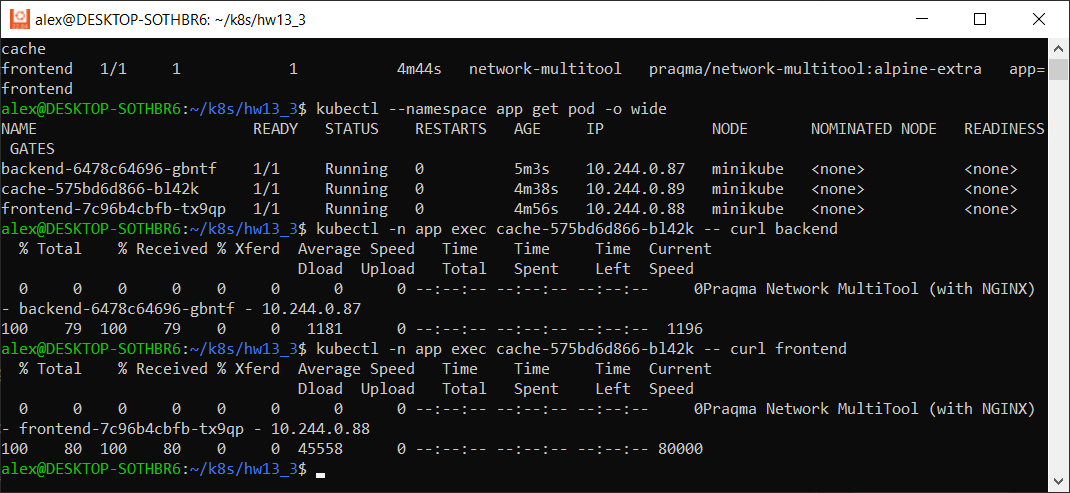 alex@DESKTOP-SOTHBR6: ~/k8s/hw13_3
cache
frontend   1/1     1            1           4m44s   network-multitool   praqma/network-multitool:alpine-extra   app=
frontend
alex@DESKTOP-SOTHBR6:~/k8s/hw13_3$ kubectl --namespace app get pod -o wide
NAME                        READY   STATUS    RESTARTS   AGE     IP            NODE       NOMINATED NODE   READINESS
 GATES
backend-6478c64696-gbntf    1/1     Running   0          5m3s    10.244.0.87   minikube   <none>           <none>
cache-575bd6d866-bl42k      1/1     Running   0          4m38s   10.244.0.89   minikube   <none>           <none>
frontend-7c96b4cbfb-tx9qp   1/1     Running   0          4m56s   10.244.0.88   minikube   <none>           <none>
alex@DESKTOP-SOTHBR6:~/k8s/hw13_3$ kubectl -n app exec cache-575bd6d866-bl42k -- curl backend
  % Total    % Received % Xferd  Average Speed   Time    Time     Time  Current
                                 Dload  Upload   Total   Spent    Left  Speed
  0     0    0     0    0     0      0      0 --:--:-- --:--:-- --:--:--     0Praqma Network MultiTool (with NGINX)
- backend-6478c64696-gbntf - 10.244.0.87
100    79  100    79    0     0   1181      0 --:--:-- --:--:-- --:--:--  1196
alex@DESKTOP-SOTHBR6:~/k8s/hw13_3$ kubectl -n app exec cache-575bd6d866-bl42k -- curl frontend
  % Total    % Received % Xferd  Average Speed   Time    Time     Time  Current
                                 Dload  Upload   Total   Spent    Left  Speed
  0     0    0     0    0     0      0      0 --:--:-- --:--:-- --:--:--     0Praqma Network MultiTool (with NGINX)
- frontend-7c96b4cbfb-tx9qp - 10.244.0.88
100    80  100    80    0     0  45558      0 --:--:-- --:--:-- --:--:-- 80000
alex@DESKTOP-SOTHBR6:~/k8s/hw13_3$